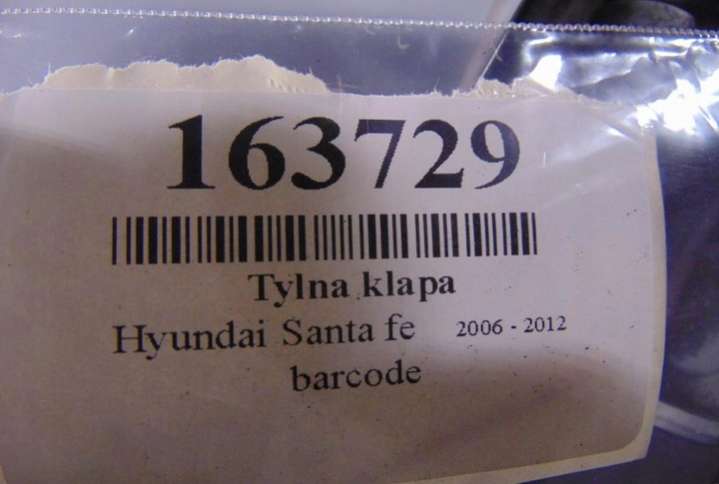 163729
Tylna klapa
Hyundai Santa fe 2006 - 2012
barcode